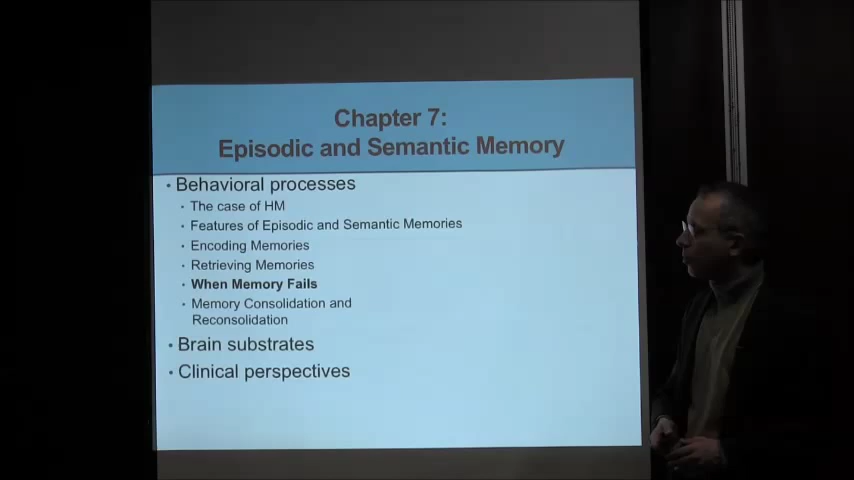 Chapter 7:
Episodic and Semantic Memory
• Behavioral processes
• The case of HM
• Features of Episodic and Semantic Memories
• Encoding Memories
• Retrieving Memories
• When Memory Fails
• Memory Consolidation and
Reconsolidation
• Brain substrates
• Clinical perspectives